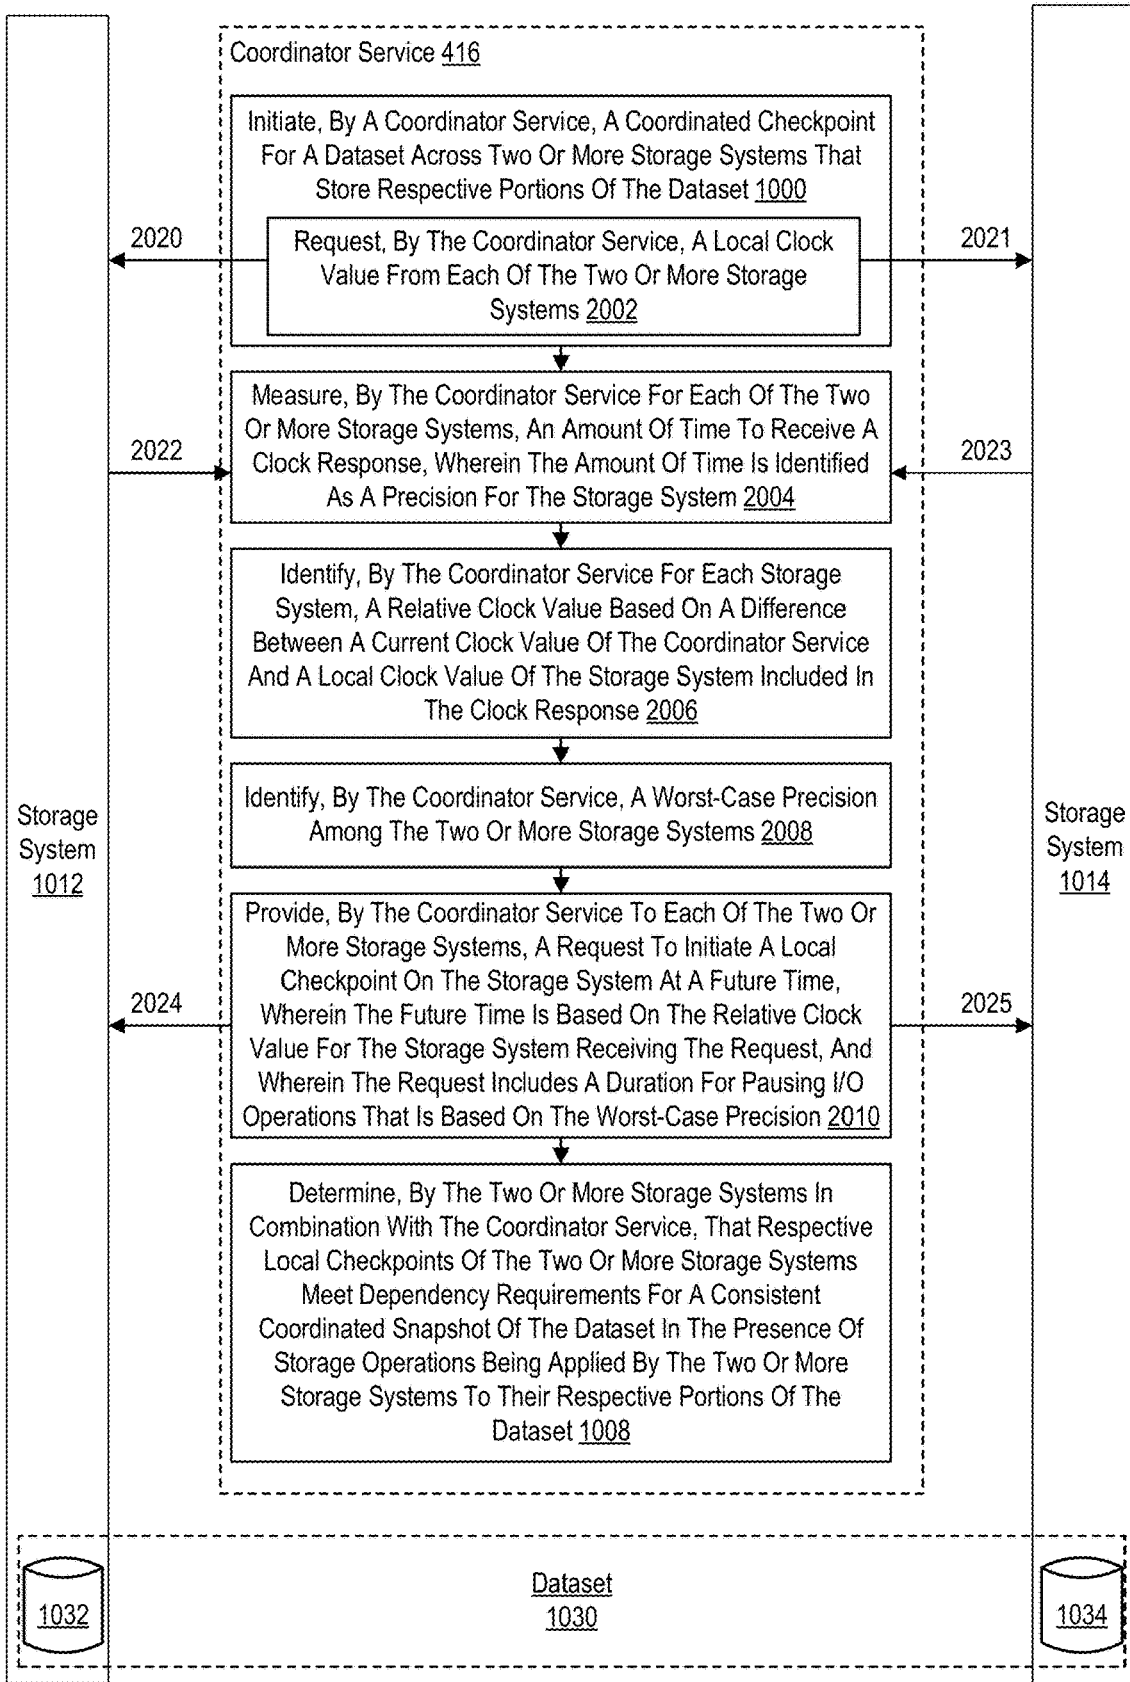 Coordinator Service 416
Initiate, By A Coordinator Service, A Coordinated Checkpoint
For A Dataset Across Two Or More Storage Systems That
Store Respective Portions Of The Dataset 1000
2020
2021
Request, By The Coordinator Service, A Local Clock
Value From Each Of The Two Or More Storage
Systems 2002
Measure, By The Coordinator Service For Each Of The Two
Or More Storage Systems, An Amount Of Time To Receive A
Clock Response, Wherein The Amount Of Time Is Identified
As A Precision For The Storage System 2004
2022
2023
Identify, By The Coordinator Service For Each Storage
System, A Relative Clock Value Based On A Difference
Between A Current Clock Value Of The Coordinator Service
And A Local Clock Value Of The Storage System Included In
The Clock Response 2006
Identify, By The Coordinator Service, A Worst-Case Precision
Among The Two Or More Storage Systems 2008
Storage
System
1012
Storage
System
1014
Provide, By The Coordinator Service To Each Of The Two Or
More Storage Systems, A Request To Initiate A Local
Checkpoint On The Storage System At A Future Time,
Wherein The Future Time Is Based On The Relative Clock
Value For The Storage System Receiving The Request, And
Wherein The Request Includes A Duration For Pausing I/O
Operations That Is Based On The Worst-Case Precision 2010
2024
2025
Determine, By The Two Or More Storage Systems In
Combination With The Coordinator Service, That Respective
Local Checkpoints Of The Two Or More Storage Systems
Meet Dependency Requirements For A Consistent
Coordinated Snapshot Of The Dataset In The Presence Of
Storage Operations Being Applied By The Two Or More
Storage Systems To Their Respective Portions Of The
Dataset 1008
1032
Dataset
1030
1034